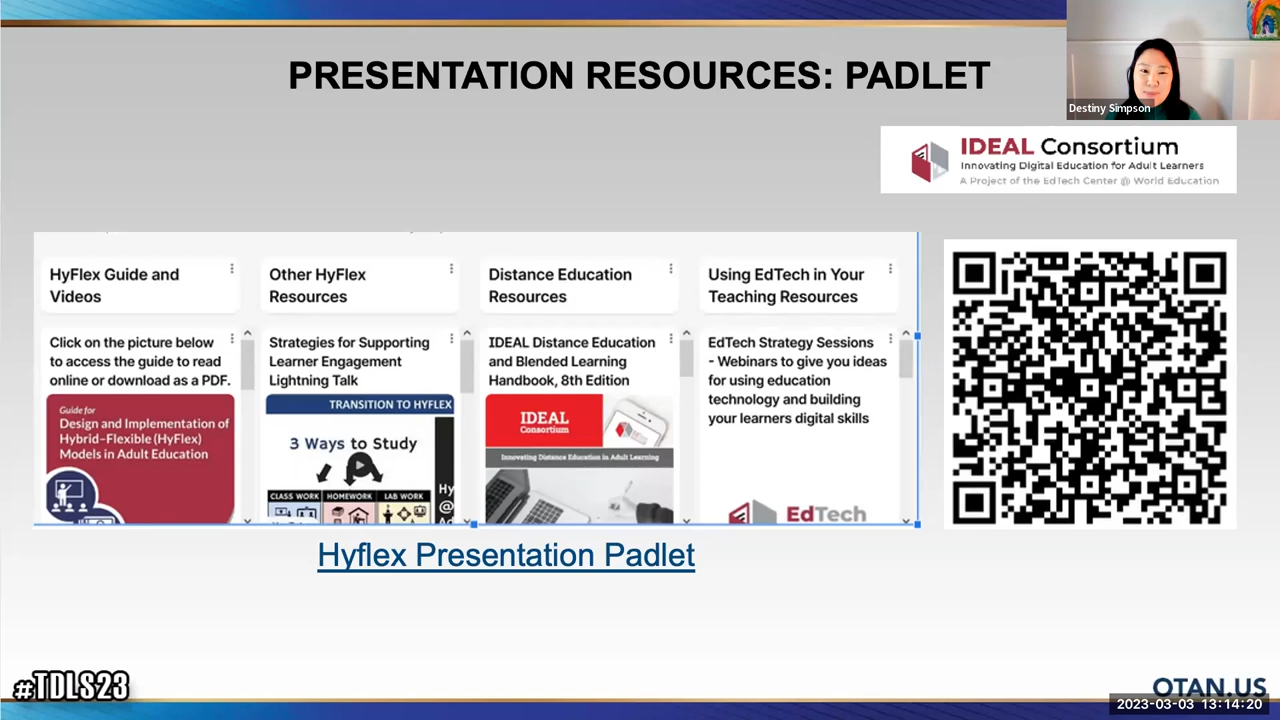 PRESENTATION RESOURCES: PADLET
Destiny Simpson
IDEAL Consortium
Innovating Digital Education for Adult Learners
A Project of the EdTech Center @ World Education
HyFlex Guide and
Videos
Click on the picture below
to access the guide to read
online or download as a PDF.
Guide for
Design and Implementation of
Hybrid–Flexible (HyFlex)
Models in Adult Education
Other HyFlex
Resources
Strategies for Supporting
Learner Engagement
Lightning Talk
TRANSITION TO HYFLEX
3 Ways to Study
CLASS WORK HOMEWORK LAB WORK
Hy
@
Distance Education
Resources
IDEAL Distance Education
and Blended Learning
Handbook, 8th Edition
IDEAL
Consortium
Innovating Distance Education in Adult Learning
Using EdTech in Your
Teaching Resources
EdTech Strategy Sessions
- Webinars to give you ideas
for using education
technology and building
your learners digital skills
EdTech
Hyflex Presentation Padlet
#TDLS23
OTAN.US
2023-03-03 13:14:20